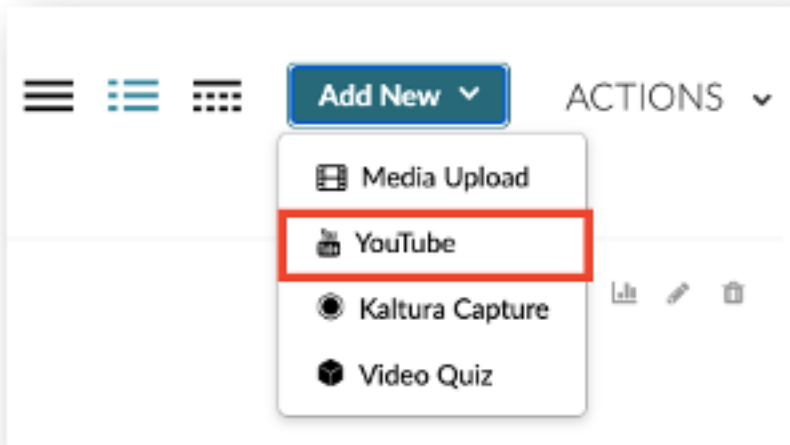 Add New
ACTIONS
Media Upload
YouTube
Kaltura Capture
Video Quiz